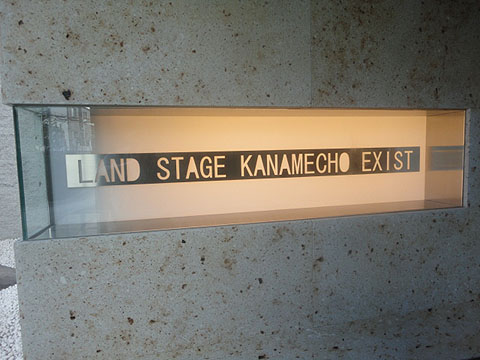 LAND STAGE KANAMECHO EXIST